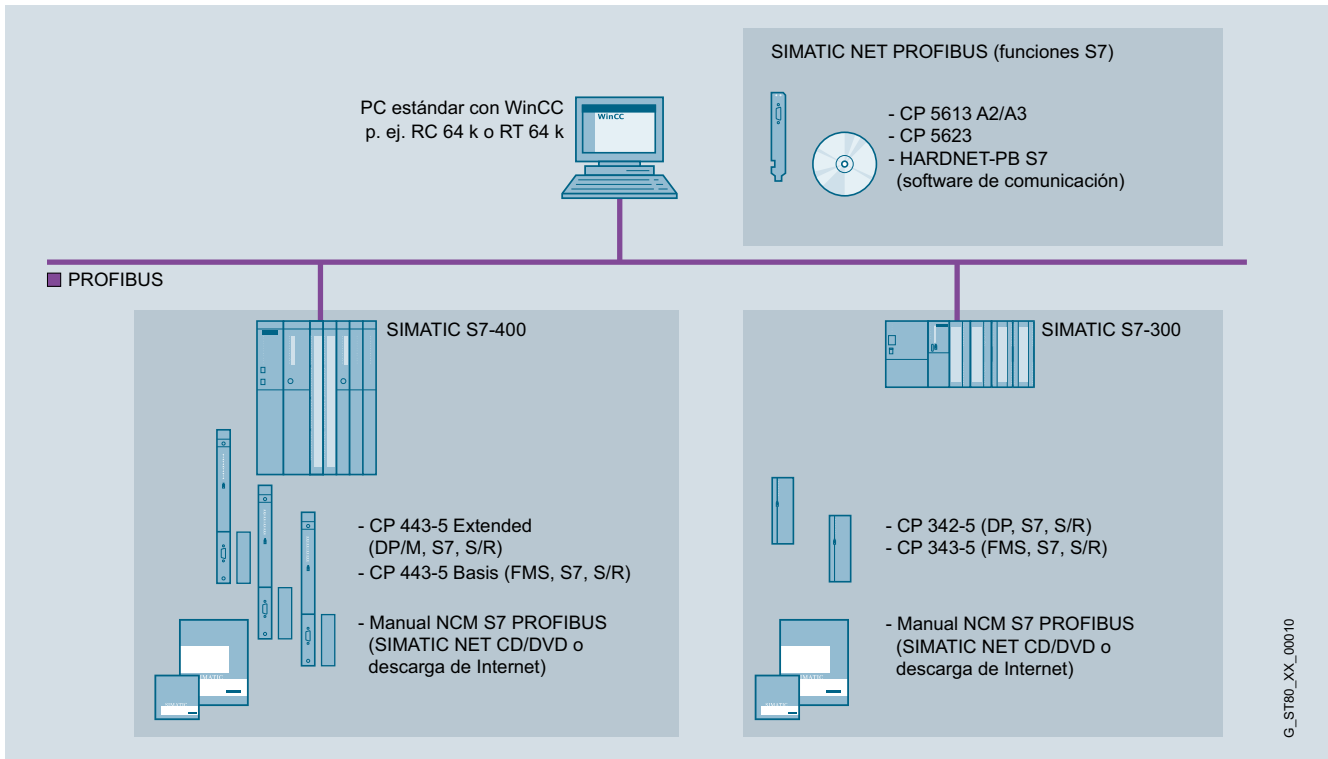 SIMATIC NET PROFIBUS (funciones S7)
PC estándar con WinCC
p. ej. RC 64 k o RT 64 k
WinCC
- CP 5613 A2/A3
- CP 5623
- HARDNET-PB S7
(software de comunicación)
PROFIBUS
SIMATIC S7-400
- CP 443-5 Extended
(DP/M, S7, S/R)
- CP 443-5 Basis (FMS, S7, S/R)
- Manual NCM S7 PROFIBUS
(SIMATIC NET CD/DVD o
descarga de Internet)
SIMATIC
SIMATIC
SIMATIC S7-300
- CP 342-5 (DP, S7, S/R)
- CP 343-5 (FMS, S7, S/R)
- Manual NCM S7 PROFIBUS
(SIMATIC NET CD/DVD o
descarga de Internet)
SIMATIC
SIMATIC
G_ST80_XX_00010